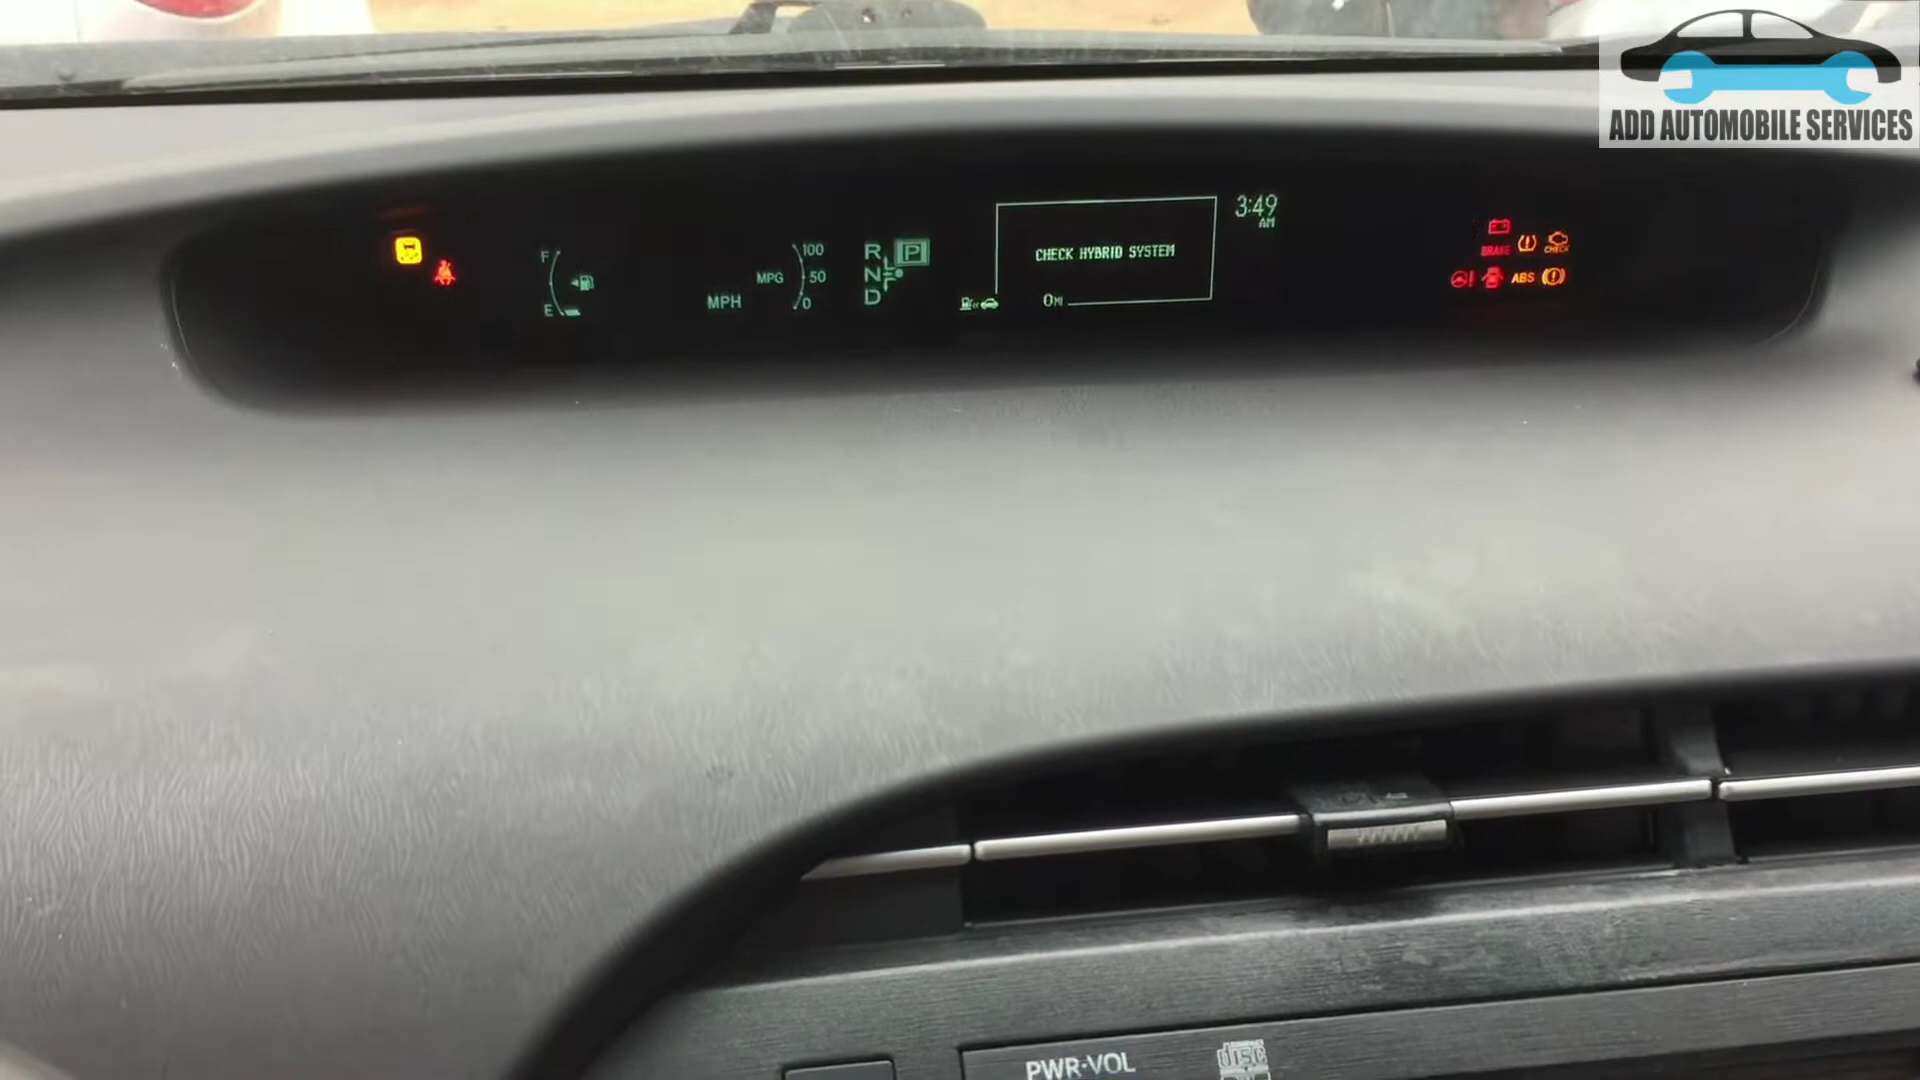 ADD AUTOMOBILE SERVICES
F
E
MPH
MPG
100
50
0
R
N
D
P
CHECK HYBRID SYSTEM
0MI
3:49
AM
BRAKE
CHECK
ABS
PWR·VOL
COMPACT
disc